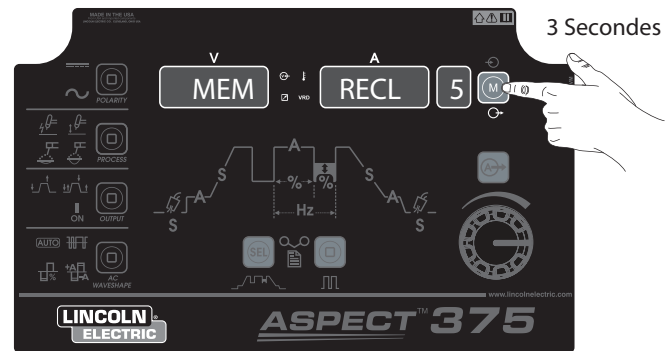 MADE IN THE USA
3 Secondes
V
A
MEM
RECL
5
M
VRD
POLARITY
PROCESS
ON
OUTPUT
AUTO
%
A
AC
WAVESHAPE
S
A
S
A
% %
Hz
S
A
S
A
SEL
www.lincolnelectric.com
LINCOLN
ELECTRIC
ASPECT™ 375